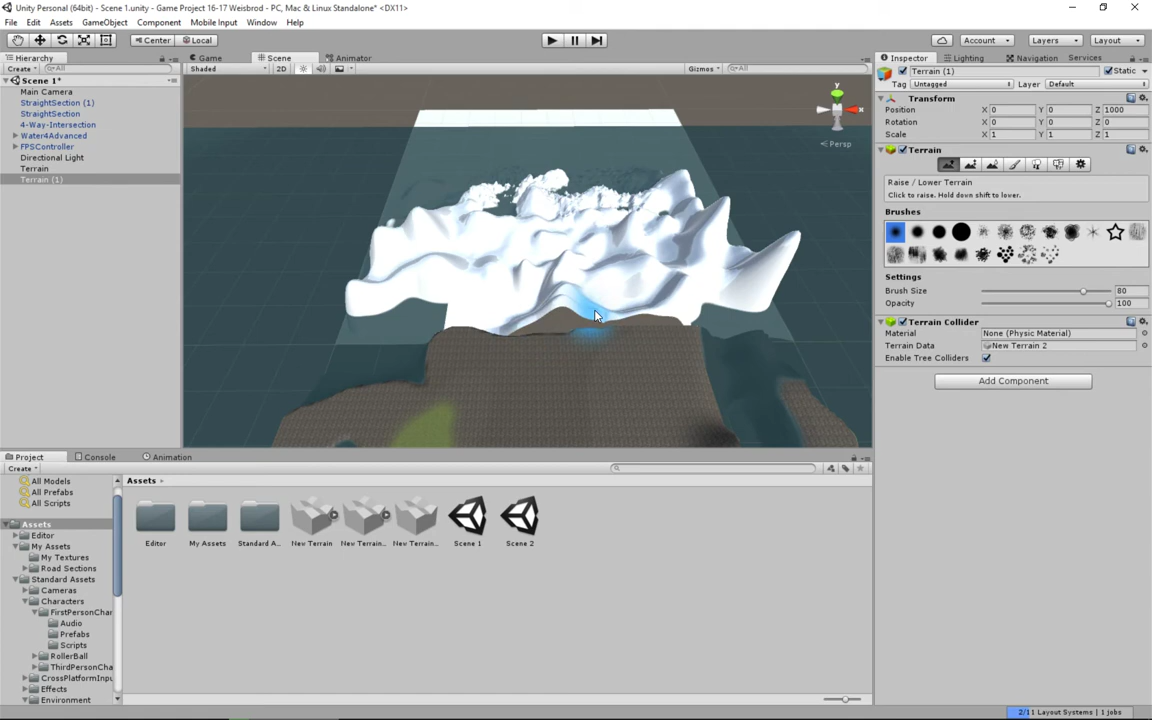 Unity Personal (64bit) - Scene 1.unity - Game Project 16-17 Weisbrod - PC, Mac & Linux Standalone* <DX11>
File Edit Assets GameObject Component Mobile Input Window Help
Center Local Account Layers Layout
Hierarchy Game Scene Animator Inspector Lighting Navigation Services
Create All Shaded 2D Gizmos All
Terrain (1) Static
Scene 1*
Tag Untagged Layer Default
Main Camera
StraightSection (1)
StraightSection
4-Way-Intersection
Water4Advanced
FPSController
Directional Light
Terrain
Terrain (1)
y
x
Persp
Transform
Position X 0 Y 0 Z 1000
Rotation X 0 Y 0 Z 0
Scale X 1 Y 1 Z 1
Terrain
Raise / Lower Terrain
Click to raise. Hold down shift to lower.
Brushes
Settings
Brush Size 80
Opacity 100
Terrain Collider
Material None (Physic Material)
Terrain Data New Terrain 2
Enable Tree Colliders
Add Component
Project Console Animation
Create
All Models
All Prefabs
All Scripts
Assets
Editor
My Assets
My Textures
Road Sections
Standard Assets
Cameras
Characters
FirstPersonChar
Audio
Prefabs
Scripts
RollerBall
ThirdPersonCha
CrossPlatformInpu
Effects
Environment
Assets
Editor My Assets Standard A... New Terrain New Terrain... New Terrain... Scene 1 Scene 2
2/11 Layout Systems | 1 jobs